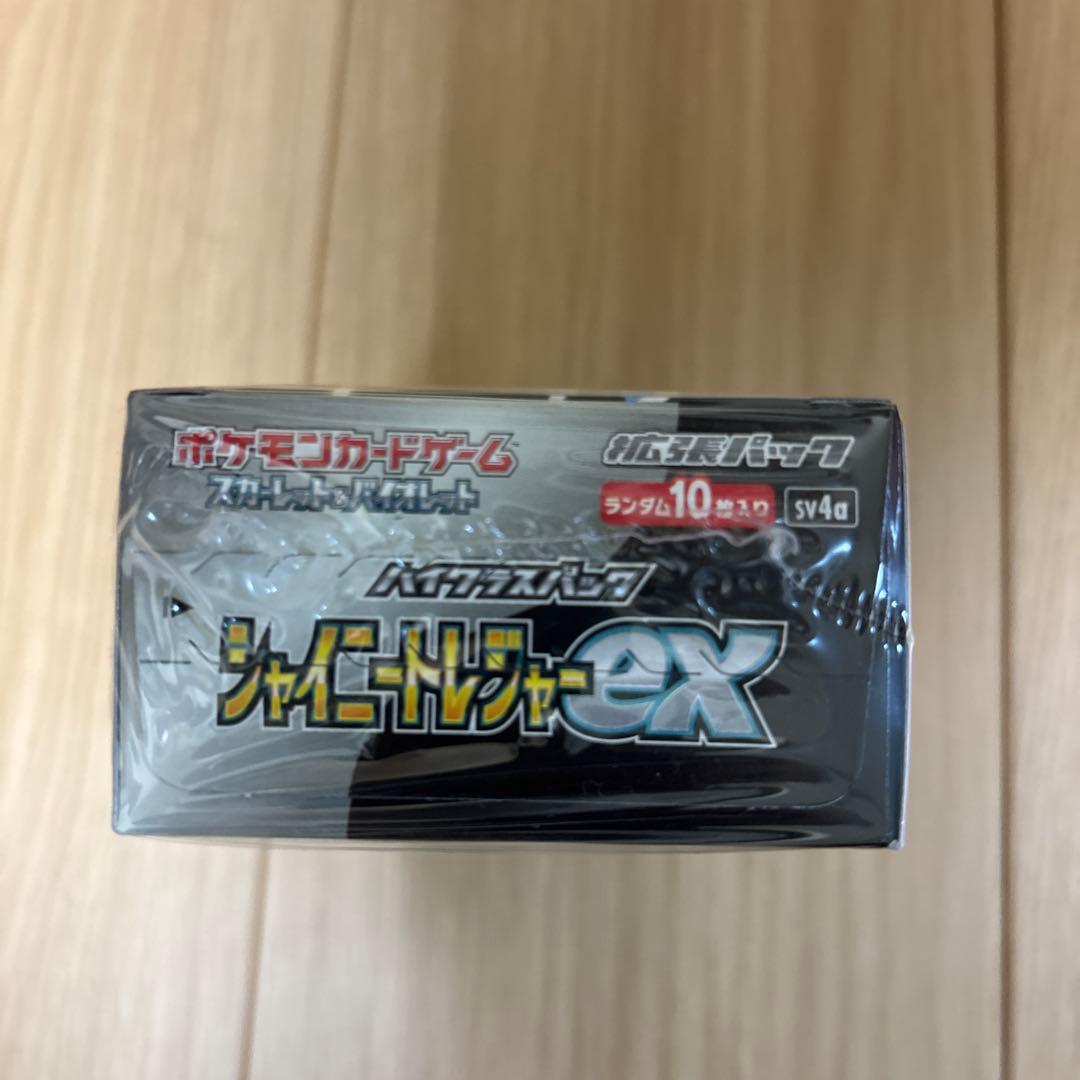 ポケモンカードゲーム
スカーレット&バイオレット
拡張パック
ランダム10枚入り
sv4a
ハイクラスパック
シャイニートレジャーex